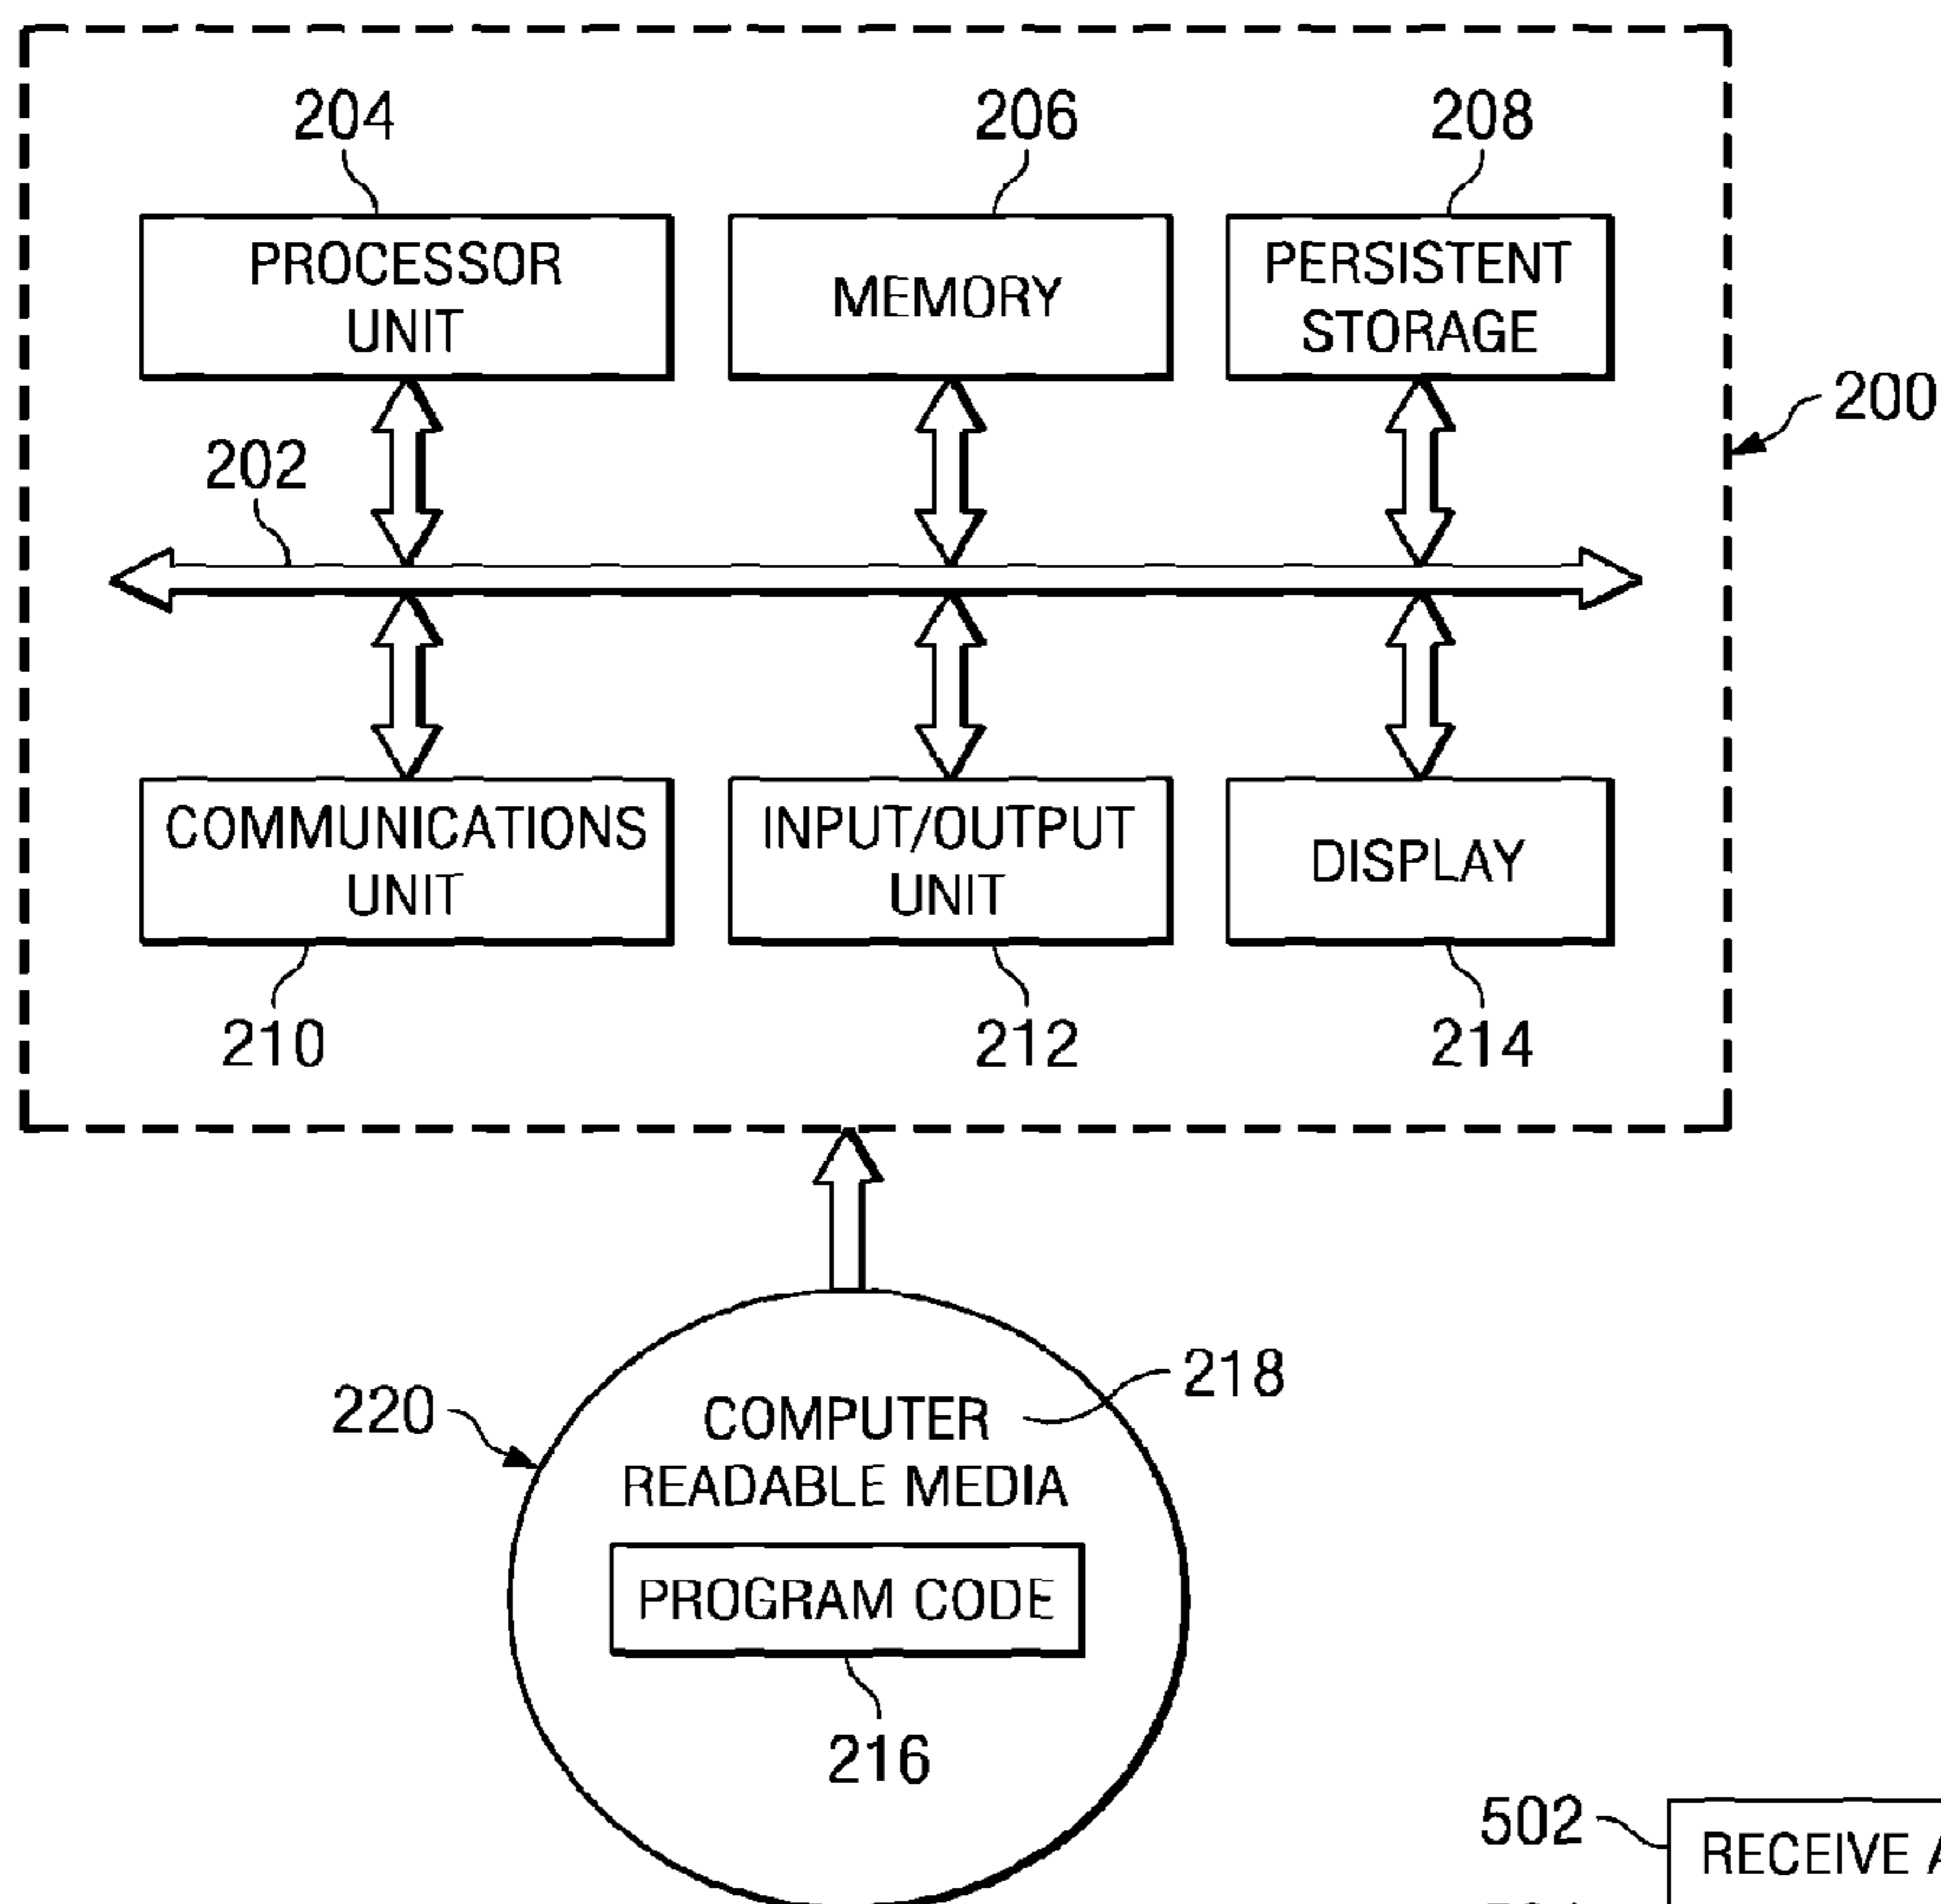 204
206
208
PROCESSOR
UNIT
MEMORY
PERSISTENT
STORAGE
200
202
COMMUNICATIONS
UNIT
INPUT/OUTPUT
UNIT
DISPLAY
210
212
214
220
218
COMPUTER
READABLE MEDIA
PROGRAM CODE
216
502
RECEIVE